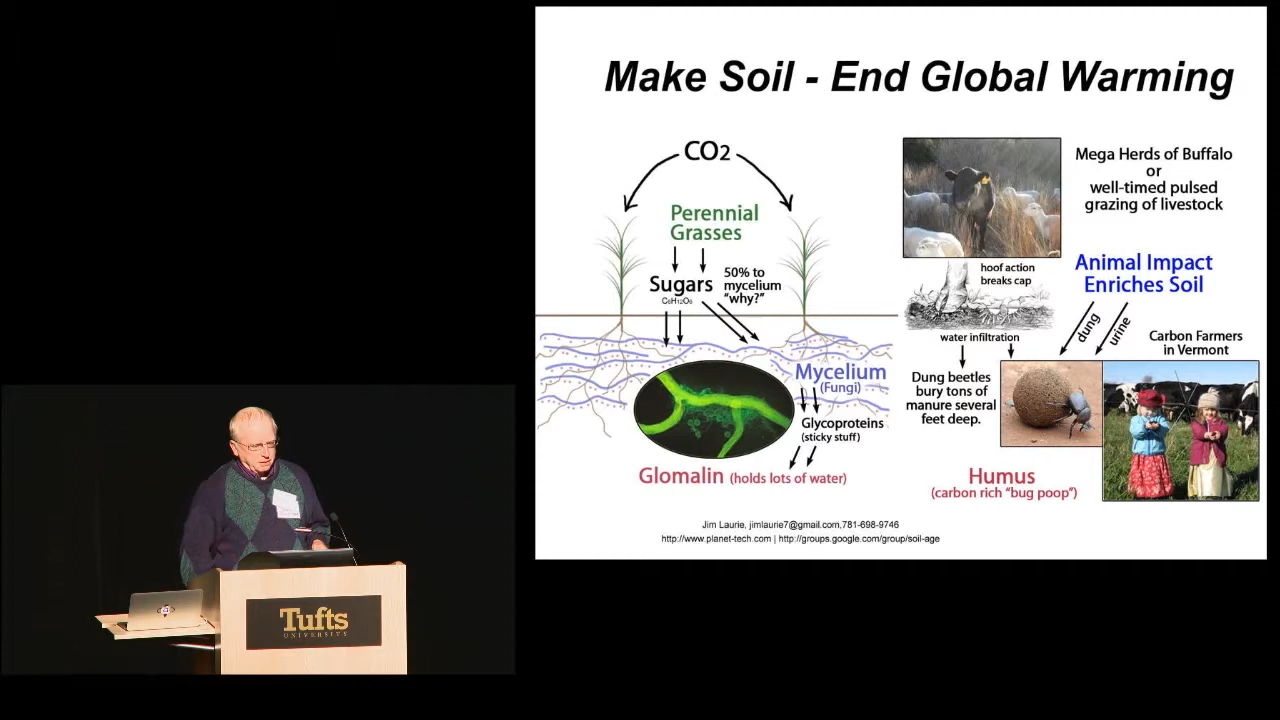 Make Soil - End Global Warming
CO2
Perennial
Grasses
Sugars
C6H12O6
50% to
mycelium
"why?"
Mycelium
(Fungi)
Glycoproteins
(sticky stuff)
Glomalin (holds lots of water)
Mega Herds of Buffalo
or
well-timed pulsed
grazing of livestock
hoof action
breaks cap
Animal Impact
Enriches Soil
dung
urine
water infiltration
Carbon Farmers
in Vermont
Dung beetles
bury tons of
manure several
feet deep.
Humus
(carbon rich "bug poop")
Jim Laurie, jimlaurie7@gmail.com,781-698-9746
http://www.planet-tech.com | http://groups.google.com/group/soil-age
Tufts
UNIVERSITY